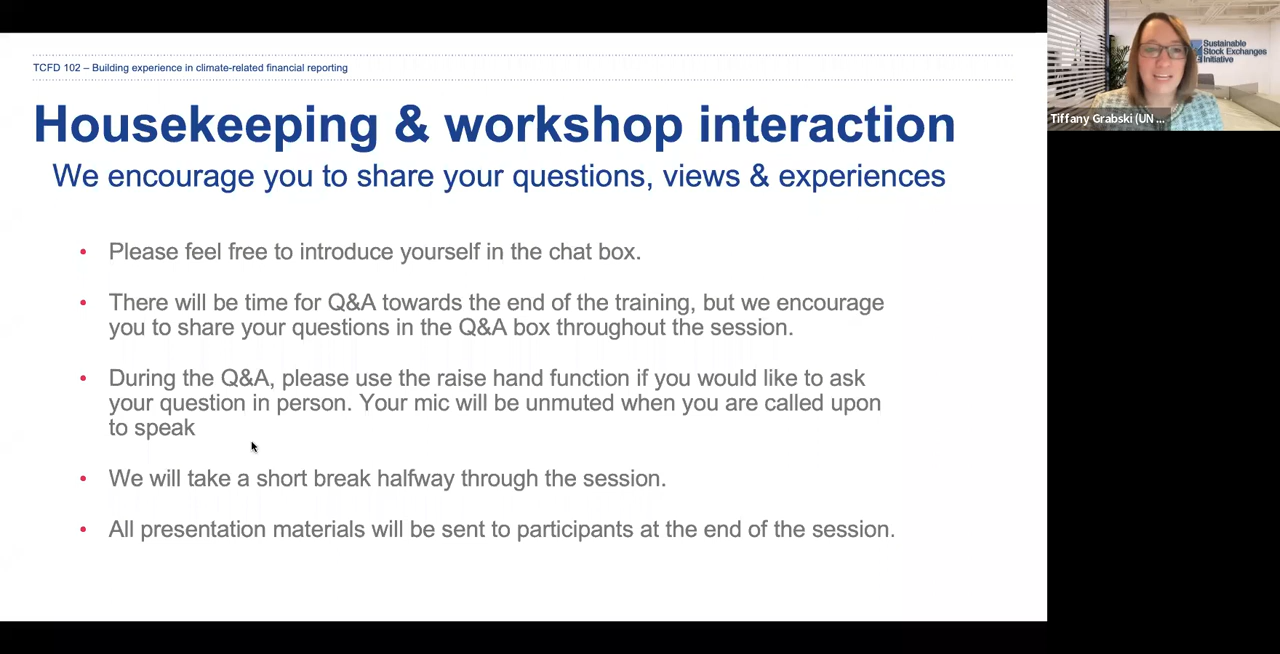 TCFD 102 – Building experience in climate-related financial reporting
Housekeeping & workshop interaction
We encourage you to share your questions, views & experiences
• Please feel free to introduce yourself in the chat box.
• There will be time for Q&A towards the end of the training, but we encourage
you to share your questions in the Q&A box throughout the session.
• During the Q&A, please use the raise hand function if you would like to ask
your question in person. Your mic will be unmuted when you are called upon
to speak
• We will take a short break halfway through the session.
• All presentation materials will be sent to participants at the end of the session.
Sustainable
Stock Exchanges
Initiative
Tiffany Grabski (UN ...